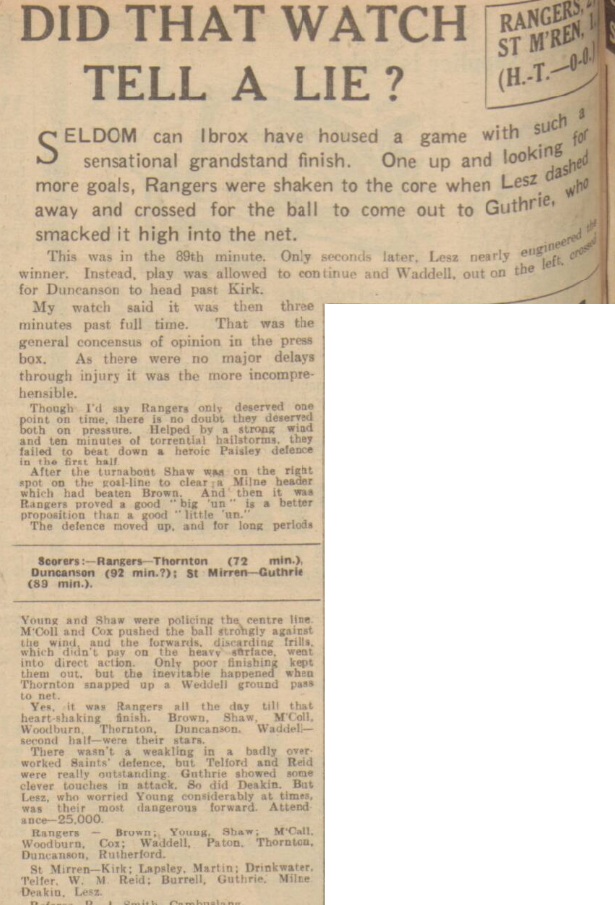 DID THAT WATCH
TELL A LIE?
RANGERS, 2
ST M'REN, 1
(H.-T.—0-0.)
SELDOM can Ibrox have housed a game with such a
sensational grandstand finish. One up and looking for
more goals, Rangers were shaken to the core when Lesz dashed
away and crossed for the ball to come out to Guthrie, who
smacked it high into the net.
This was in the 89th minute. Only seconds later, Lesz nearly engineered the
winner. Instead, play was allowed to continue and Waddell, out on the left, crossed
for Duncanson to head past Kirk.
My watch said it was then three
minutes past full time. That was the
general concensus of opinion in the press
box. As there were no major delays
through injury it was the more incompre-
hensible.
Though I'd say Rangers only deserved one
point on time, there is no doubt they deserved
both on pressure. Helped by a strong wind
and ten minutes of torrential hailstorms, they
failed to beat down a heroic Paisley defence
in the first half.
After the turnabout Shaw was on the right
spot on the goal-line to clear a Milne header
which had beaten Brown. And then it was
Rangers proved a good "big 'un" is a better
proposition than a good "little 'un."
The defence moved up, and for long periods
Scorers:—Rangers—Thornton (72 min.),
Duncanson (92 min.?); St Mirren—Guthrie
(89 min.).
Young and Shaw were policing the centre line.
M'Coll and Cox pushed the ball strongly against
the wind, and the forwards, discarding frills,
which didn't pay on the heavy surface, went
into direct action. Only poor finishing kept
them out, but the inevitable happened when
Thornton snapped up a Weddell ground pass
to net.
Yes, it was Rangers all the day till that
heart-shaking finish. Brown, Shaw, M'Coll,
Woodburn, Thornton, Duncanson, Waddell—
second half—were their stars.
There wasn't a weakling in a badly over-
worked Saints' defence, but Telford and Reid
were really outstanding. Guthrie showed some
clever touches in attack. So did Deakin. But
Lesz, who worried Young considerably at times,
was their most dangerous forward. Attend
ance—25,000.
Rangers — Brown; Young, Shaw; M'Call,
Woodburn, Cox; Waddell, Paton, Thornton,
Duncanson, Rutherford.
St Mirren—Kirk; Lapsley, Martin; Drinkwater,
Telfer, W. M. Reid; Burrell, Guthrie, Milne,
Deakin, Lesz.
Smith, Cambuslang